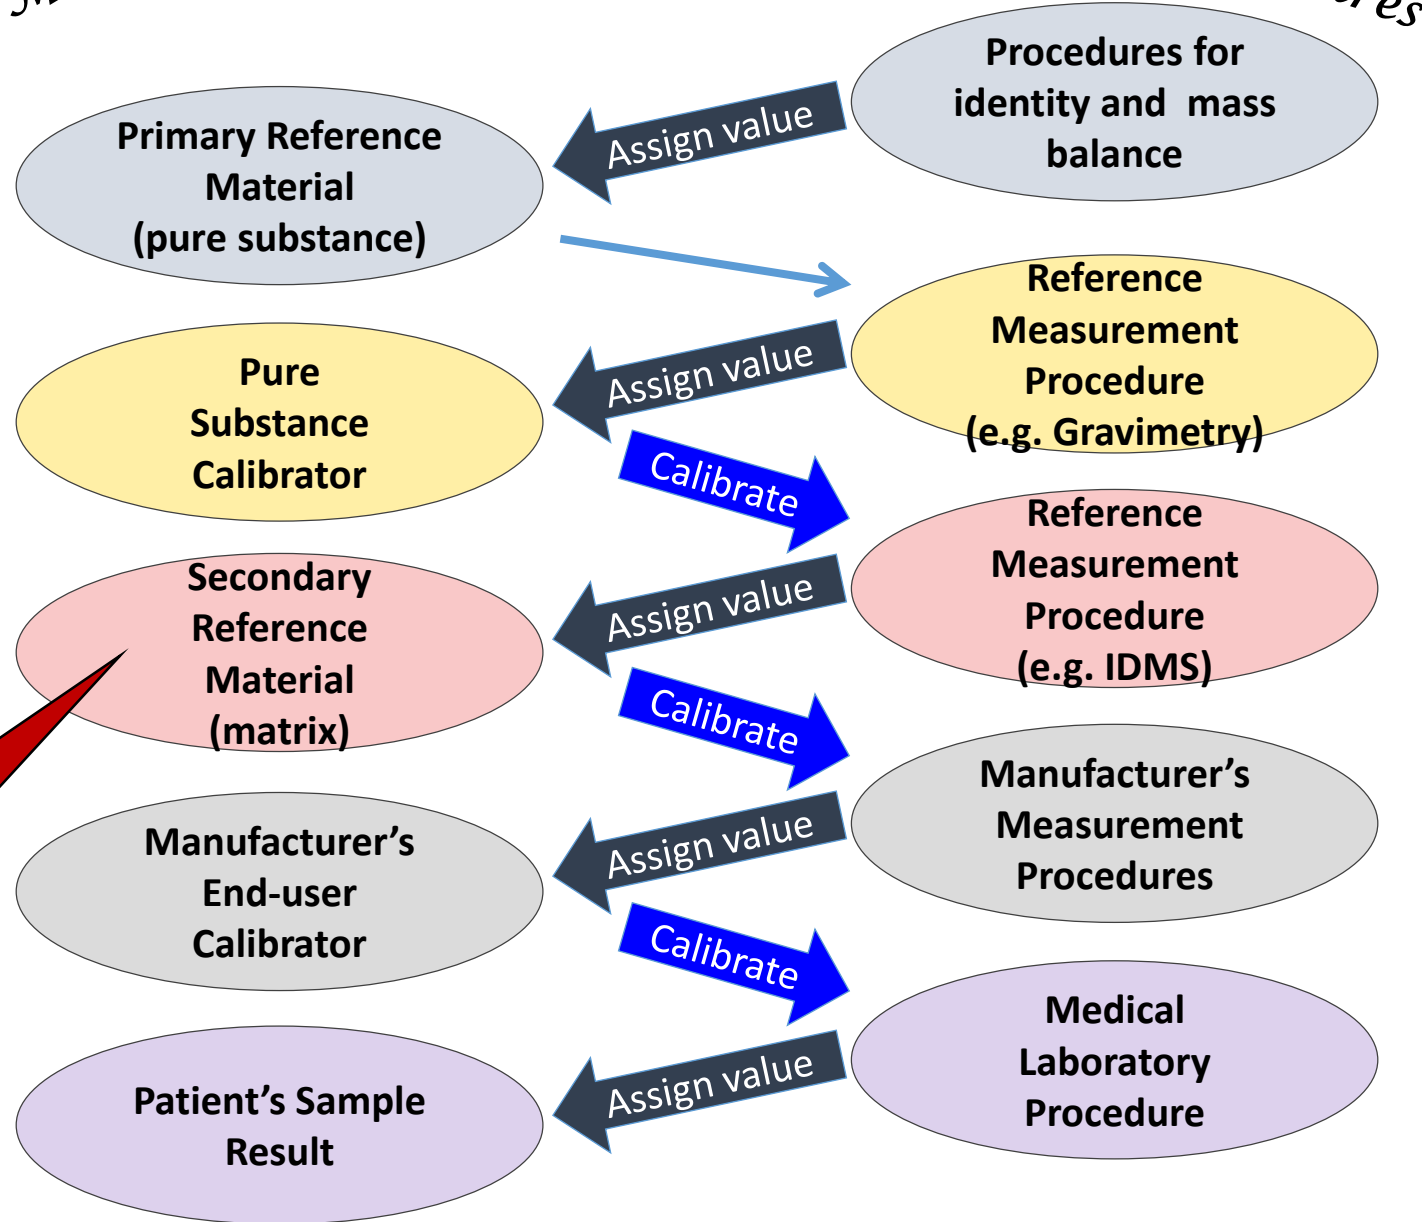 Procedures for
identity and mass
balance
Assign value
Primary Reference
Material
(pure substance)
Reference
Measurement
Procedure
(e.g. Gravimetry)
Assign value
Pure
Substance
Calibrator
Calibrate
Reference
Measurement
Procedure
(e.g. IDMS)
Assign value
Secondary
Reference
Material
(matrix)
Calibrate
Manufacturer’s
Measurement
Procedures
Assign value
Manufacturer’s
End-user
Calibrator
Calibrate
Medical
Laboratory
Procedure
Assign value
Patient’s Sample
Result